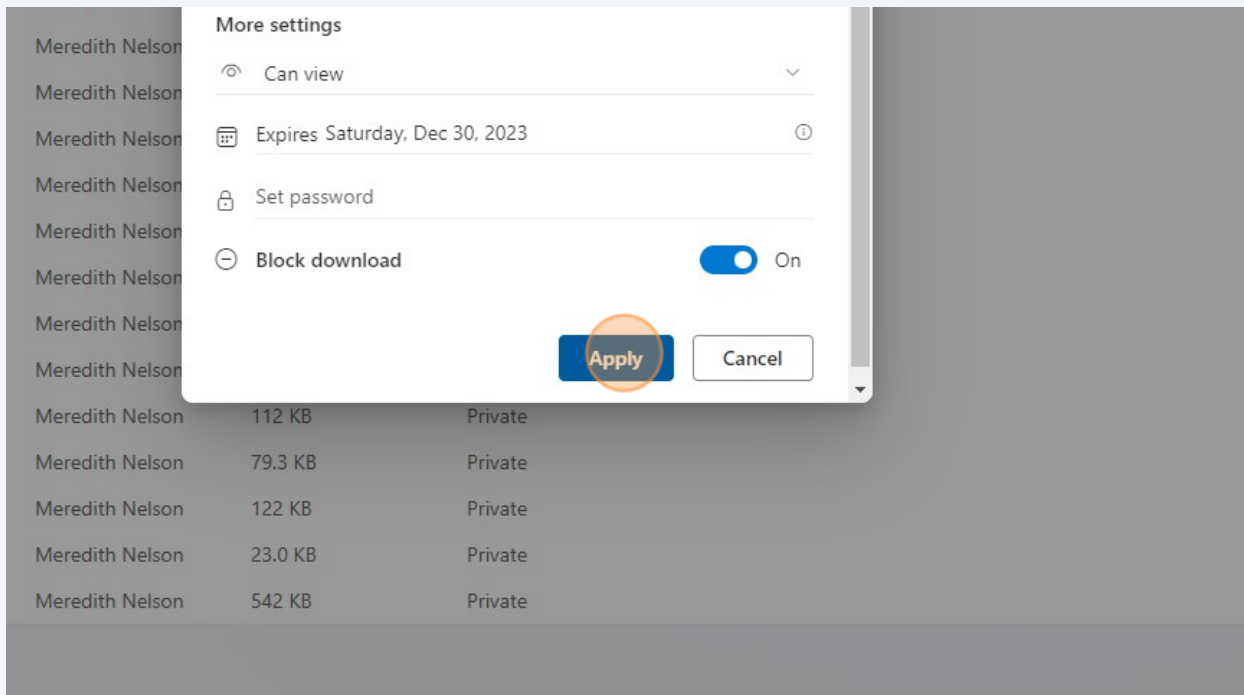 More settings
Meredith Nelson
Can view
Meredith Nelson
Meredith Nelson
Expires Saturday, Dec 30, 2023
Meredith Nelson
Set password
Meredith Nelson
Meredith Nelson
Block download On
Meredith Nelson
Meredith Nelson
Apply Cancel
Meredith Nelson 112 KB Private
Meredith Nelson 79.3 KB Private
Meredith Nelson 122 KB Private
Meredith Nelson 23.0 KB Private
Meredith Nelson 542 KB Private